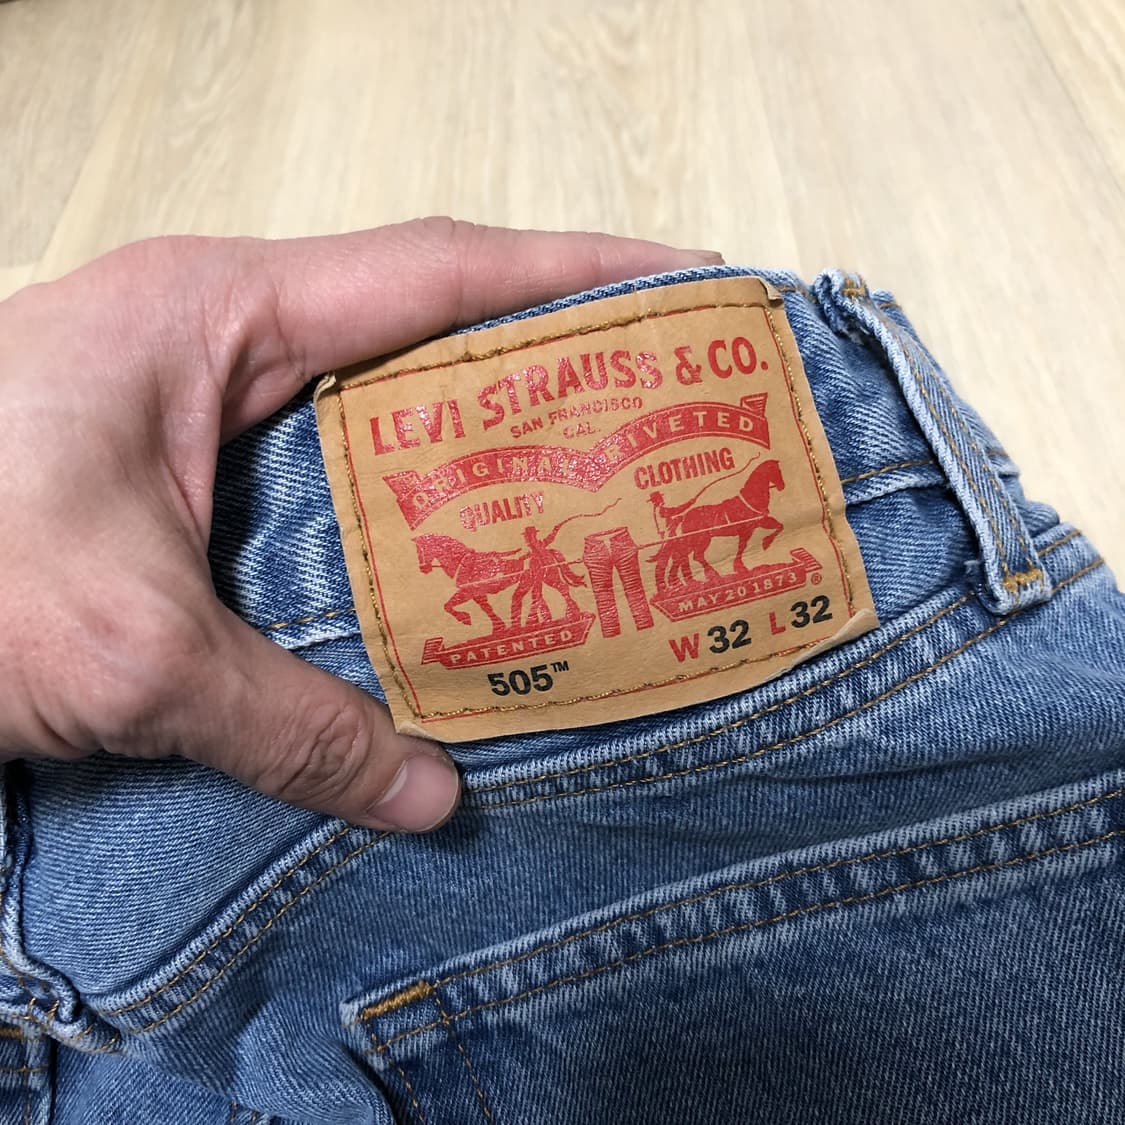 LEVI STRAUSS & CO.
SAN FRANCISCO
CAL.
ORIGINAL RIVETED
QUALITY CLOTHING
PATENTED MAY 20 1873 ®
505™ W 32 L 32